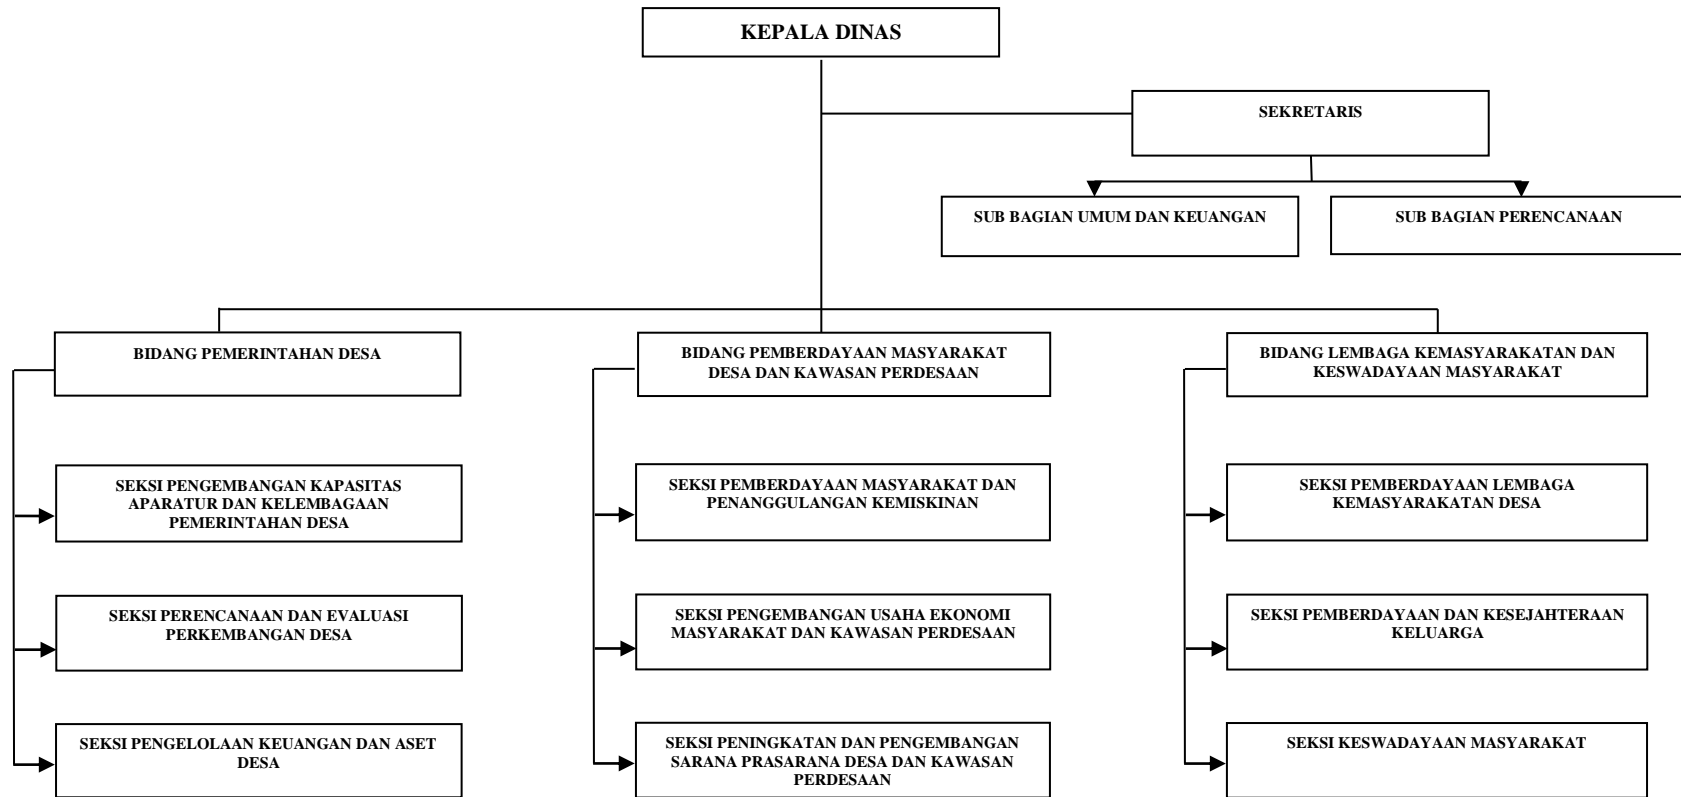 KEPALA DINAS
SEKRETARIS
SUB BAGIAN UMUM DAN KEUANGAN
SUB BAGIAN PERENCANAAN
BIDANG PEMERINTAHAN DESA
BIDANG PEMBERDAYAAN MASYARAKAT
DESA DAN KAWASAN PERDESAAN
BIDANG LEMBAGA KEMASYARAKATAN DAN
KESWADAYAAN MASYARAKAT
SEKSI PENGEMBANGAN KAPASITAS
APARATUR DAN KELEMBAGAAN
PEMERINTAHAN DESA
SEKSI PEMBERDAYAAN MASYARAKAT DAN
PENANGGULANGAN KEMISKINAN
SEKSI PEMBERDAYAAN LEMBAGA
KEMASYARAKATAN DESA
SEKSI PERENCANAAN DAN EVALUASI
PERKEMBANGAN DESA
SEKSI PENGEMBANGAN USAHA EKONOMI
MASYARAKAT DAN KAWASAN PERDESAAN
SEKSI PEMBERDAYAAN DAN KESEJAHTERAAN
KELUARGA
SEKSI PENGELOLAAN KEUANGAN DAN ASET
DESA
SEKSI PENINGKATAN DAN PENGEMBANGAN
SARANA PRASARANA DESA DAN KAWASAN
PERDESAAN
SEKSI KESWADAYAAN MASYARAKAT